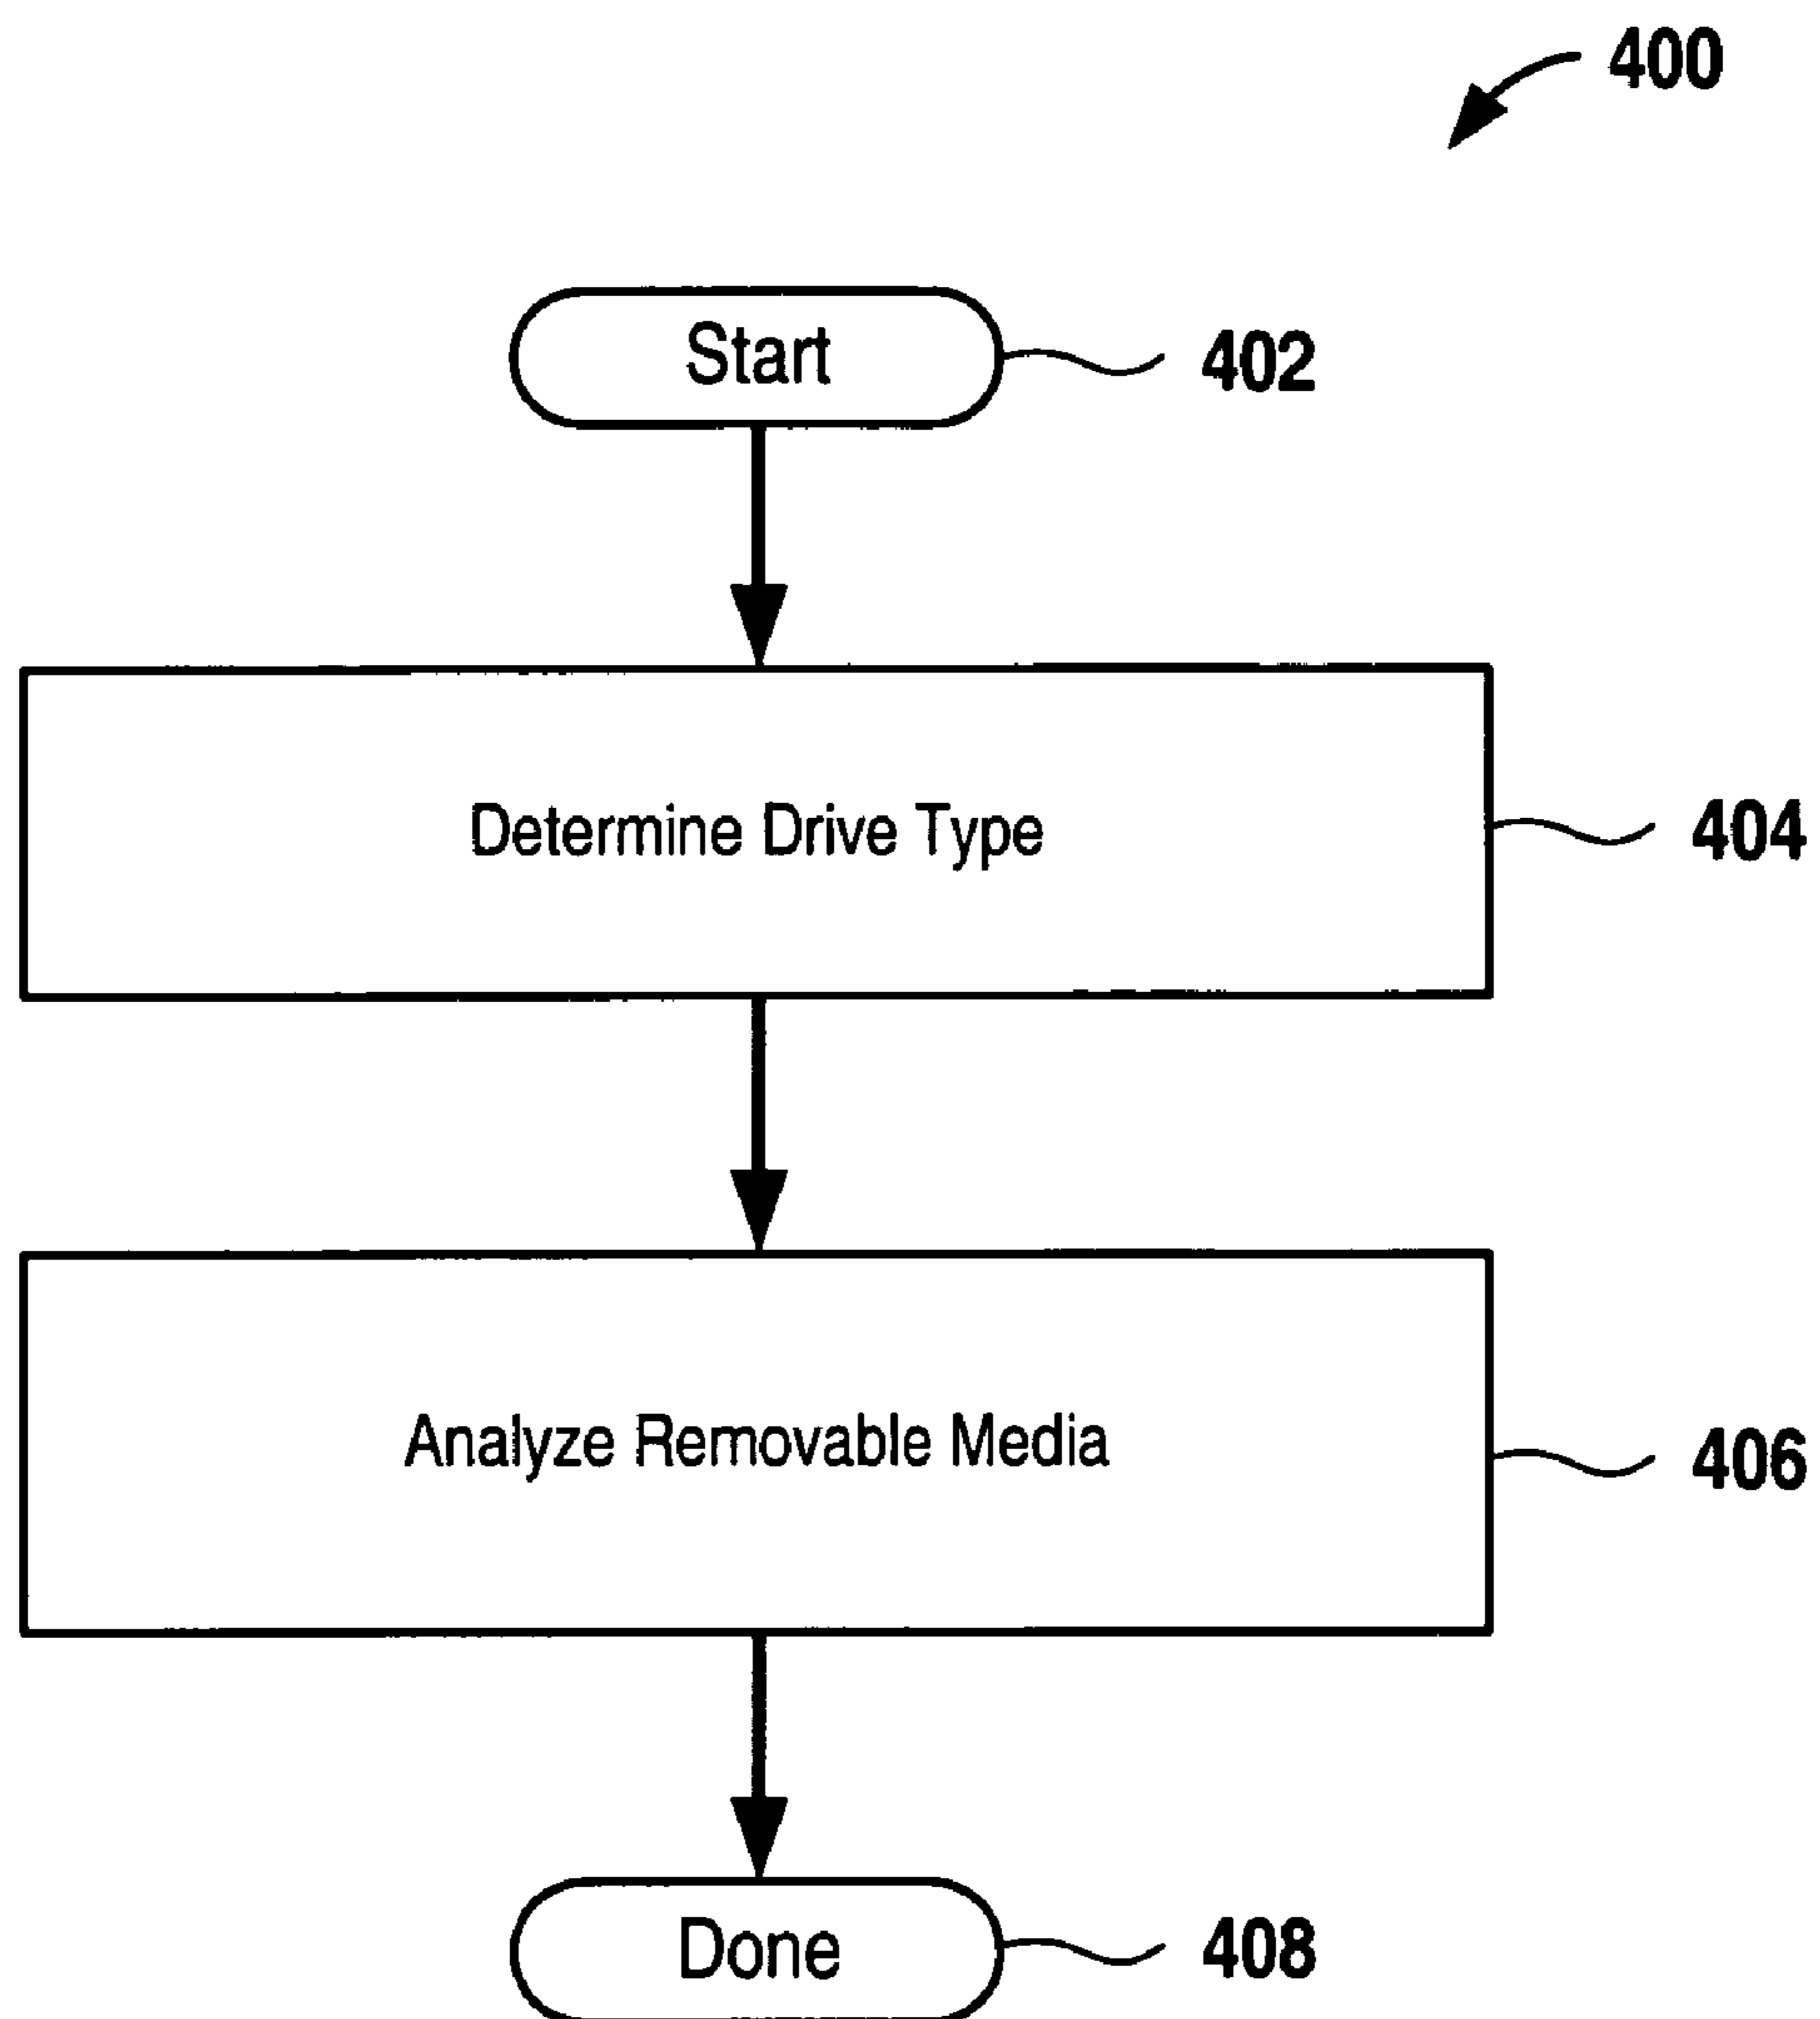 400
Start
402
Determine Drive Type
404
Analyze Removable Media
406
Done
408